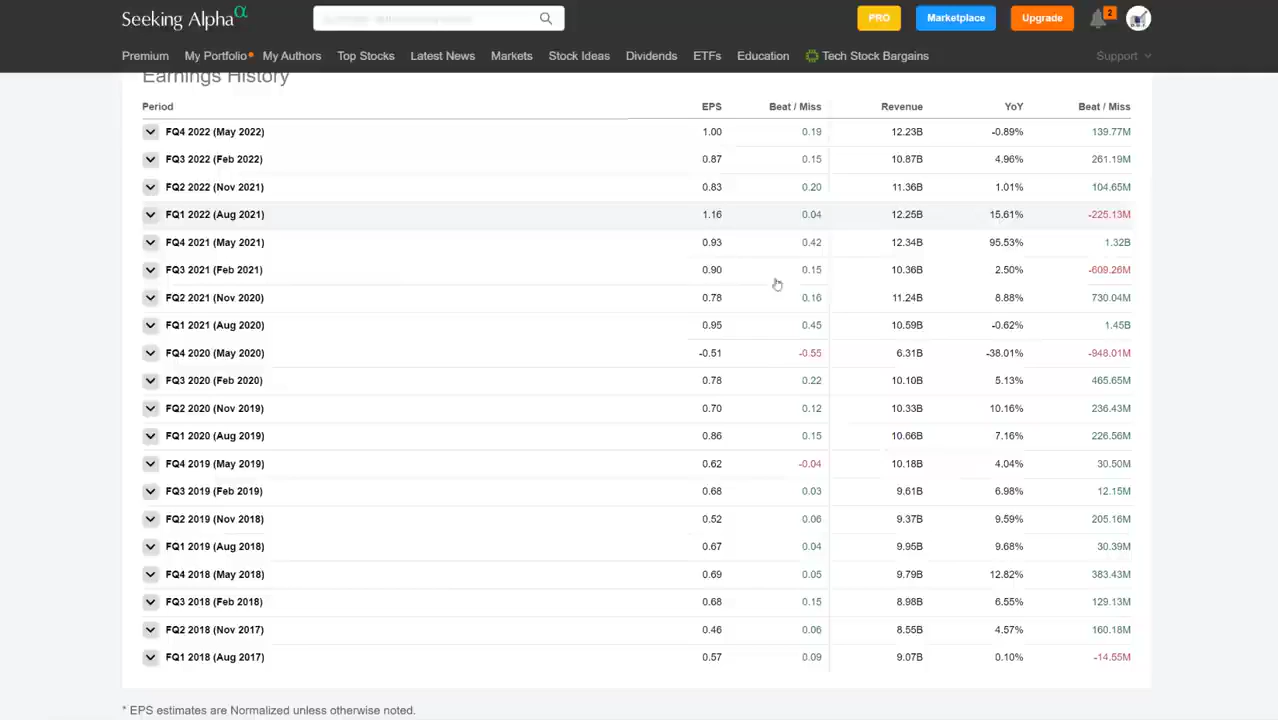 Seeking Alpha α
PRO
Marketplace
Upgrade
2
Premium My Portfolio My Authors Top Stocks Latest News Markets Stock Ideas Dividends ETFs Education Tech Stock Bargains Support
Earnings History
Period EPS Beat / Miss Revenue YoY Beat / Miss
FQ4 2022 (May 2022) 1.00 0.19 12.23B -0.89% 139.77M
FQ3 2022 (Feb 2022) 0.87 0.15 10.87B 4.96% 261.19M
FQ2 2022 (Nov 2021) 0.83 0.20 11.36B 1.01% 104.65M
FQ1 2022 (Aug 2021) 1.16 0.04 12.25B 15.61% -225.13M
FQ4 2021 (May 2021) 0.93 0.42 12.34B 95.53% 1.32B
FQ3 2021 (Feb 2021) 0.90 0.15 10.36B 2.50% -609.26M
FQ2 2021 (Nov 2020) 0.78 0.16 11.24B 8.88% 730.04M
FQ1 2021 (Aug 2020) 0.95 0.45 10.59B -0.62% 1.45B
FQ4 2020 (May 2020) -0.51 -0.55 6.31B -38.01% -948.01M
FQ3 2020 (Feb 2020) 0.78 0.22 10.10B 5.13% 465.65M
FQ2 2020 (Nov 2019) 0.70 0.12 10.33B 10.16% 236.43M
FQ1 2020 (Aug 2019) 0.86 0.15 10.66B 7.16% 226.56M
FQ4 2019 (May 2019) 0.62 -0.04 10.18B 4.04% 30.50M
FQ3 2019 (Feb 2019) 0.68 0.03 9.61B 6.98% 12.15M
FQ2 2019 (Nov 2018) 0.52 0.06 9.37B 9.59% 205.16M
FQ1 2019 (Aug 2018) 0.67 0.04 9.95B 9.68% 30.39M
FQ4 2018 (May 2018) 0.69 0.05 9.79B 12.82% 383.43M
FQ3 2018 (Feb 2018) 0.68 0.15 8.98B 6.55% 129.13M
FQ2 2018 (Nov 2017) 0.46 0.06 8.55B 4.57% 160.18M
FQ1 2018 (Aug 2017) 0.57 0.09 9.07B 0.10% -14.55M
* EPS estimates are Normalized unless otherwise noted.